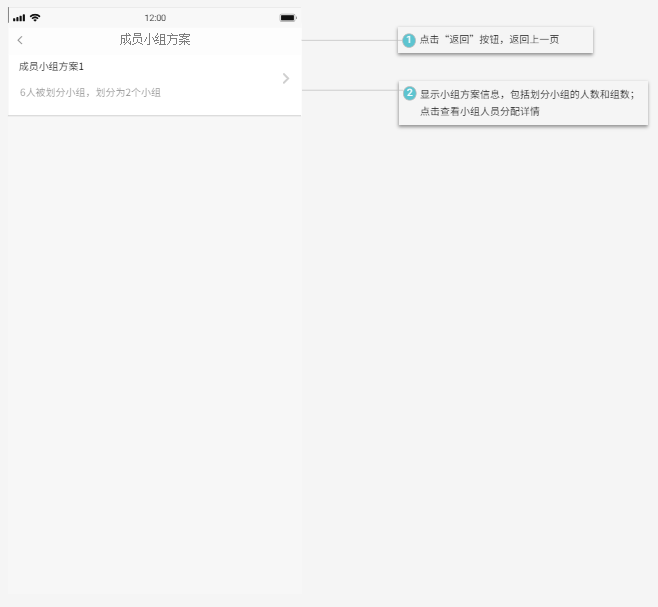 12:00
成员小组方案
成员小组方案1
6人被划分小组，划分为2个小组
1 点击“返回”按钮，返回上一页
2 显示小组方案信息，包括划分小组的人数和组数；
点击查看小组人员分配详情